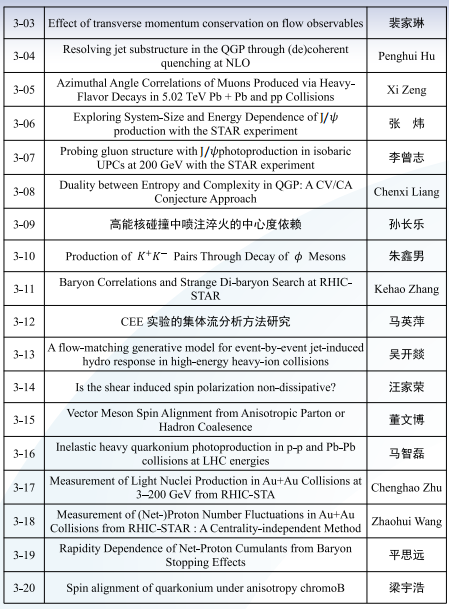 3-03 Effect of transverse momentum conservation on flow observables 裴家琳
3-04 Resolving jet substructure in the QGP through (de)coherent
quenching at NLO Penghui Hu
3-05 Azimuthal Angle Correlations of Muons Produced via Heavy-
Flavor Decays in 5.02 TeV Pb + Pb and pp Collisions Xi Zeng
3-06 Exploring System-Size and Energy Dependence of J/ψ
production with the STAR experiment 张 炜
3-07 Probing gluon structure with J/ψphotoproduction in isobaric
UPCs at 200 GeV with the STAR experiment 李曾志
3-08 Duality between Entropy and Complexity in QGP: A CV/CA
Conjecture Approach Chenxi Liang
3-09 高能核碰撞中喷注淬火的中心度依赖 孙长乐
3-10 Production of K⁺K⁻ Pairs Through Decay of ϕ Mesons 朱鑫男
3-11 Baryon Correlations and Strange Di-baryon Search at RHIC-
STAR Kehao Zhang
3-12 CEE 实验的集体流分析方法研究 马英萍
3-13 A flow-matching generative model for event-by-event jet-induced
hydro response in high-energy heavy-ion collisions 吴开燚
3-14 Is the shear induced spin polarization non-dissipative? 汪家荣
3-15 Vector Meson Spin Alignment from Anisotropic Parton or
Hadron Coalesence 董文博
3-16 Inelastic heavy quarkonium photoproduction in p-p and Pb-Pb
collisions at LHC energies 马智磊
3-17 Measurement of Light Nuclei Production in Au+Au Collisions at
3–200 GeV from RHIC-STA Chenghao Zhu
3-18 Measurement of (Net-)Proton Number Fluctuations in Au+Au
Collisions from RHIC-STAR : A Centrality-independent Method Zhaohui Wang
3-19 Rapidity Dependence of Net-Proton Cumulants from Baryon
Stopping Effects 平思远
3-20 Spin alignment of quarkonium under anisotropy chromoB 梁宇浩